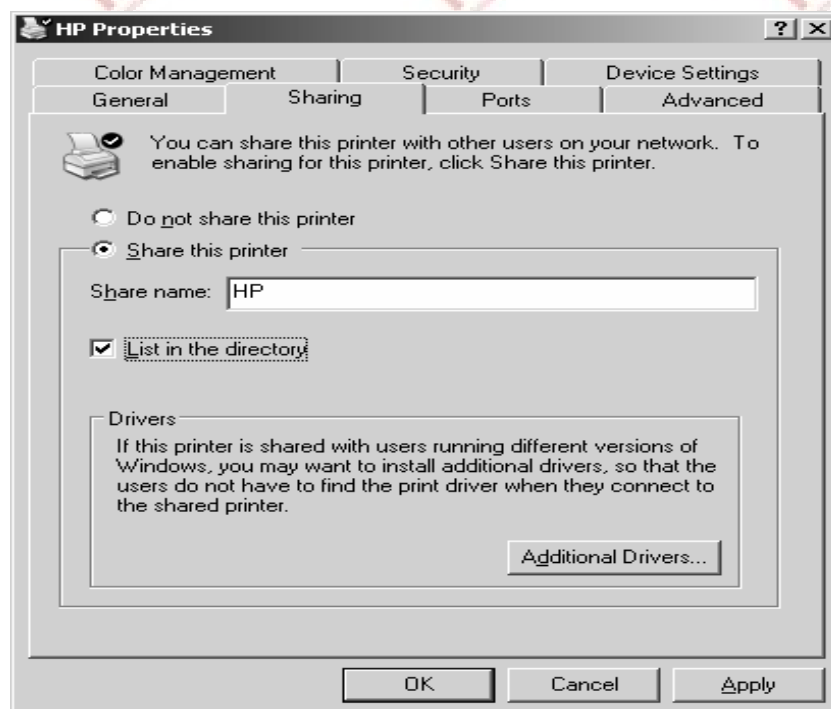 HP Properties
Color Management Security Device Settings
General Sharing Ports Advanced
You can share this printer with other users on your network. To
enable sharing for this printer, click Share this printer.
Do not share this printer
Share this printer
Share name: HP
List in the directory
Drivers
If this printer is shared with users running different versions of
Windows, you may want to install additional drivers, so that the
users do not have to find the print driver when they connect to
the shared printer.
Additional Drivers...
OK Cancel Apply